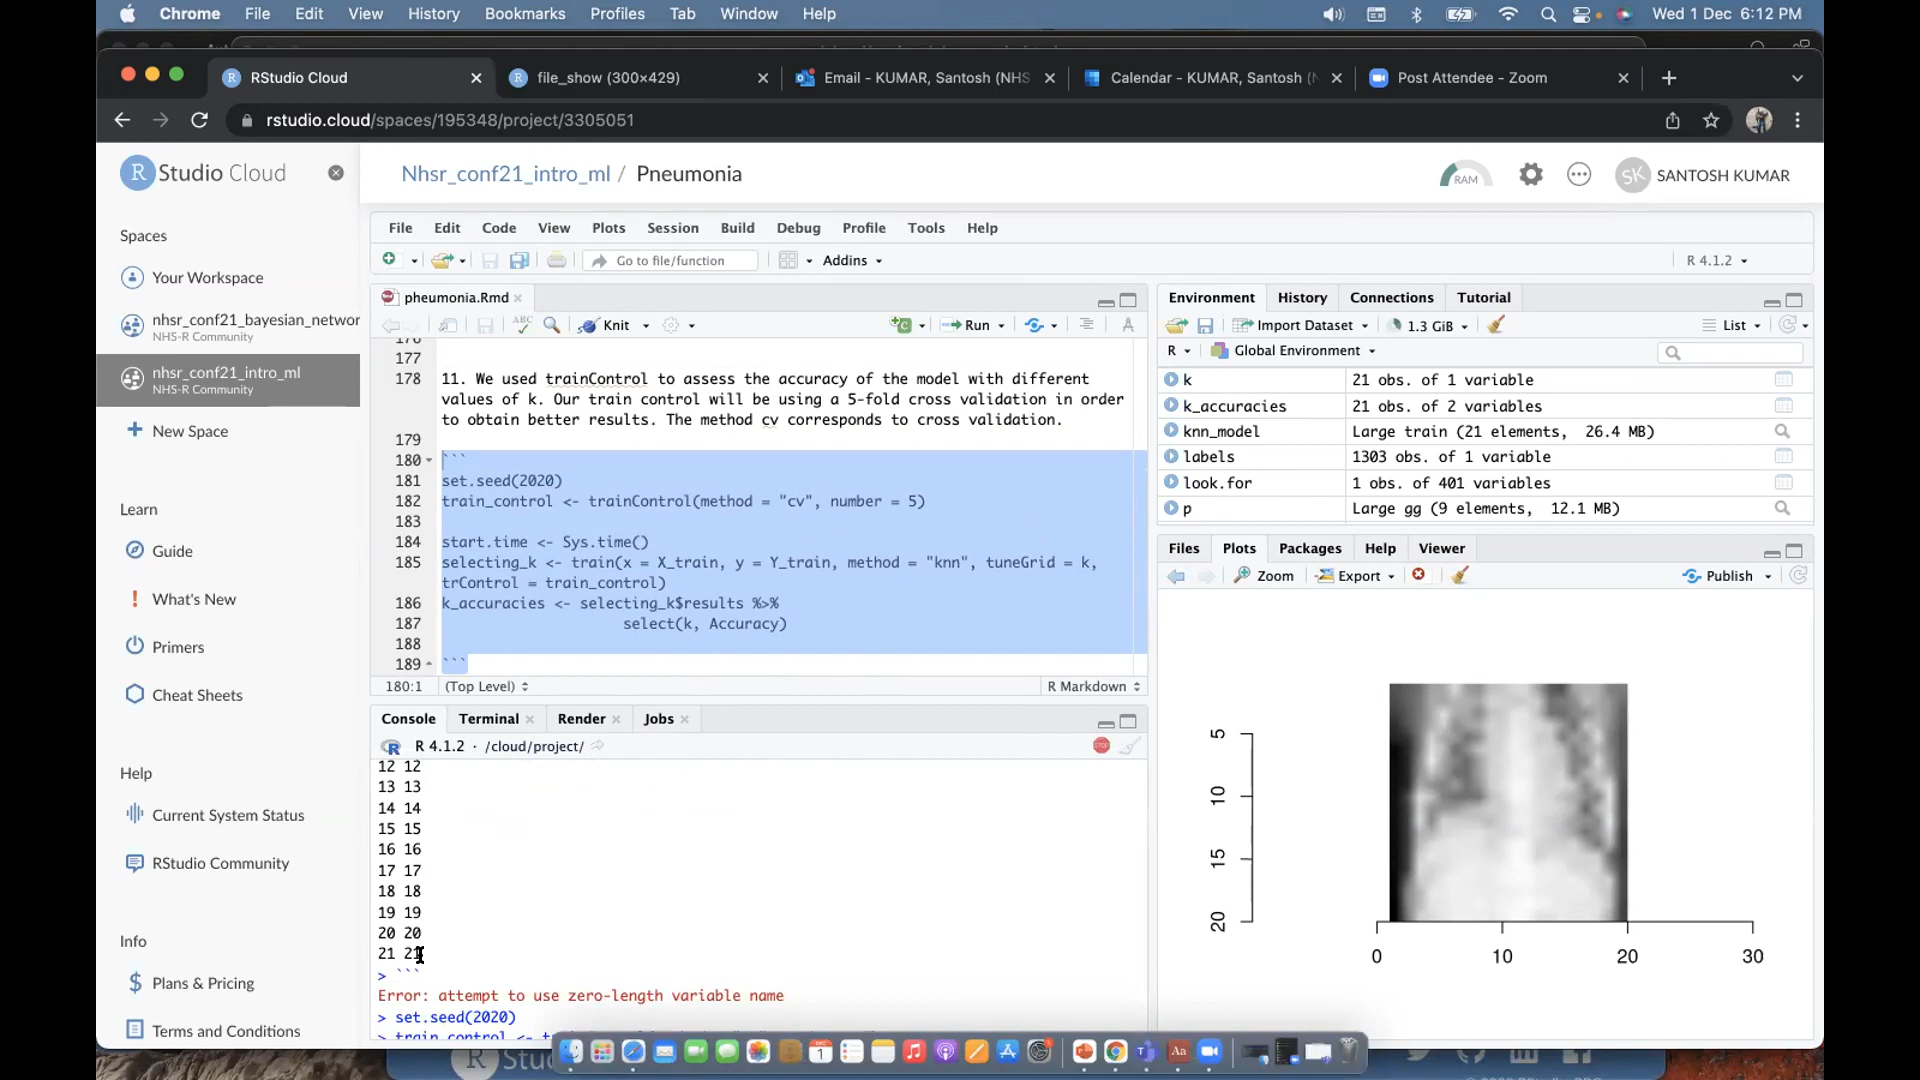 Chrome File Edit View History Bookmarks Profiles Tab Window Help Wed 1 Dec 6:12 PM
RStudio Cloud file_show (300×429) Email - KUMAR, Santosh (NHS Calendar - KUMAR, Santosh (N Post Attendee - Zoom
rstudio.cloud/spaces/195348/project/3305051
R Studio Cloud Nhsr_conf21_intro_ml / Pneumonia RAM SK SANTOSH KUMAR
Spaces
Your Workspace
nhsr_conf21_bayesian_networ
NHS-R Community
nhsr_conf21_intro_ml
NHS-R Community
New Space
Learn
Guide
What's New
Primers
Cheat Sheets
Help
Current System Status
RStudio Community
Info
Plans & Pricing
Terms and Conditions
File Edit Code View Plots Session Build Debug Profile Tools Help
Go to file/function Addins R 4.1.2
pheumonia.Rmd
ABC Knit Run
176
177
178 11. We used trainControl to assess the accuracy of the model with different
values of k. Our train control will be using a 5-fold cross validation in order
to obtain better results. The method cv corresponds to cross validation.
179
180 ```
181 set.seed(2020)
182 train_control <- trainControl(method = "cv", number = 5)
183
184 start.time <- Sys.time()
185 selecting_k <- train(x = X_train, y = Y_train, method = "knn", tuneGrid = k,
trControl = train_control)
186 k_accuracies <- selecting_k$results %>%
187 select(k, Accuracy)
188
189 ```
180:1 (Top Level) R Markdown
Console Terminal Render Jobs
R 4.1.2 · /cloud/project/
STOP
12 12
13 13
14 14
15 15
16 16
17 17
18 18
19 19
20 20
21 21
> ```
Error: attempt to use zero-length variable name
> set.seed(2020)
> train_control <-
Environment History Connections Tutorial
Import Dataset 1.3 GiB List
R Global Environment
k 21 obs. of 1 variable
k_accuracies 21 obs. of 2 variables
knn_model Large train (21 elements, 26.4 MB)
labels 1303 obs. of 1 variable
look.for 1 obs. of 401 variables
p Large gg (9 elements, 12.1 MB)
Files Plots Packages Help Viewer
Zoom Export Publish
5
10
15
20
0 10 20 30